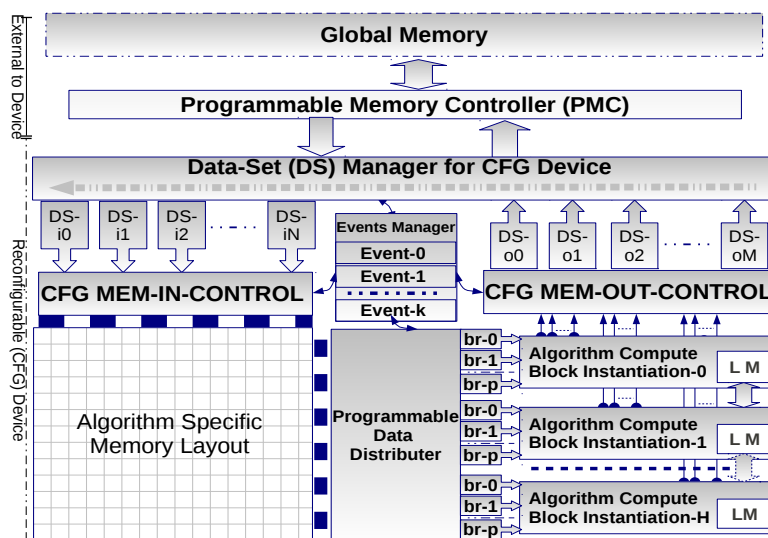 External to Device
Reconfigurable (CFG) Device
Global Memory
Programmable Memory Controller (PMC)
Data-Set (DS) Manager for CFG Device
DS-
i0
DS-
i1
DS-
i2
DS-
iN
Events Manager
Event-0
Event-1
Event-k
DS-
o0
DS-
o1
DS-
o2
DS-
oM
CFG MEM-IN-CONTROL
CFG MEM-OUT-CONTROL
Algorithm Specific
Memory Layout
Programmable
Data
Distributer
br-0
br-1
br-p
Algorithm Compute
Block Instantiation-0
L M
br-0
br-1
br-p
Algorithm Compute
Block Instantiation-1
L M
br-0
br-1
br-p
Algorithm Compute
Block Instantiation-H
LM